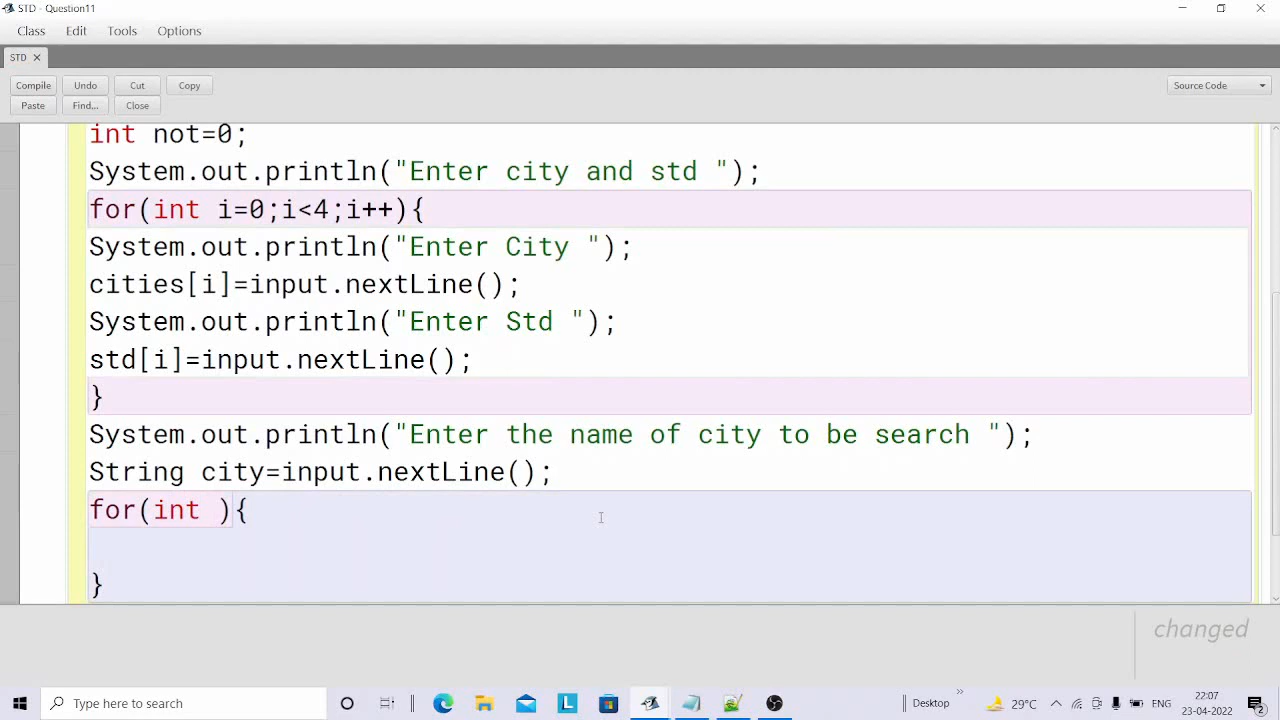 STD - Question11
Class Edit Tools Options
STD
Compile Undo Cut Copy
Source Code
Paste Find... Close
int not=0;
System.out.println("Enter city and std ");
for(int i=0;i<4;i++){
System.out.println("Enter City ");
cities[i]=input.nextLine();
System.out.println("Enter Std ");
std[i]=input.nextLine();
}
System.out.println("Enter the name of city to be search ");
String city=input.nextLine();
for(int ){
}
changed
Type here to search
Desktop
29°C
ENG
22:07
23-04-2022
2